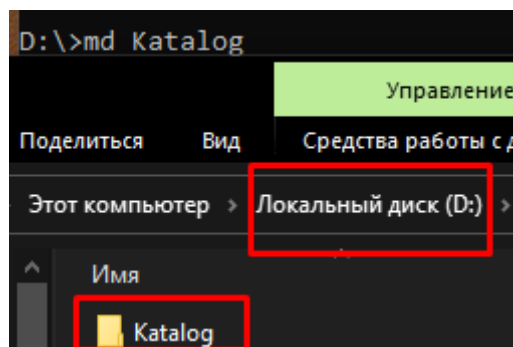 D:\>md Katalog
Управление
Поделиться Вид Средства работы с д
Этот компьютер > Локальный диск (D:) >
Имя
Katalog